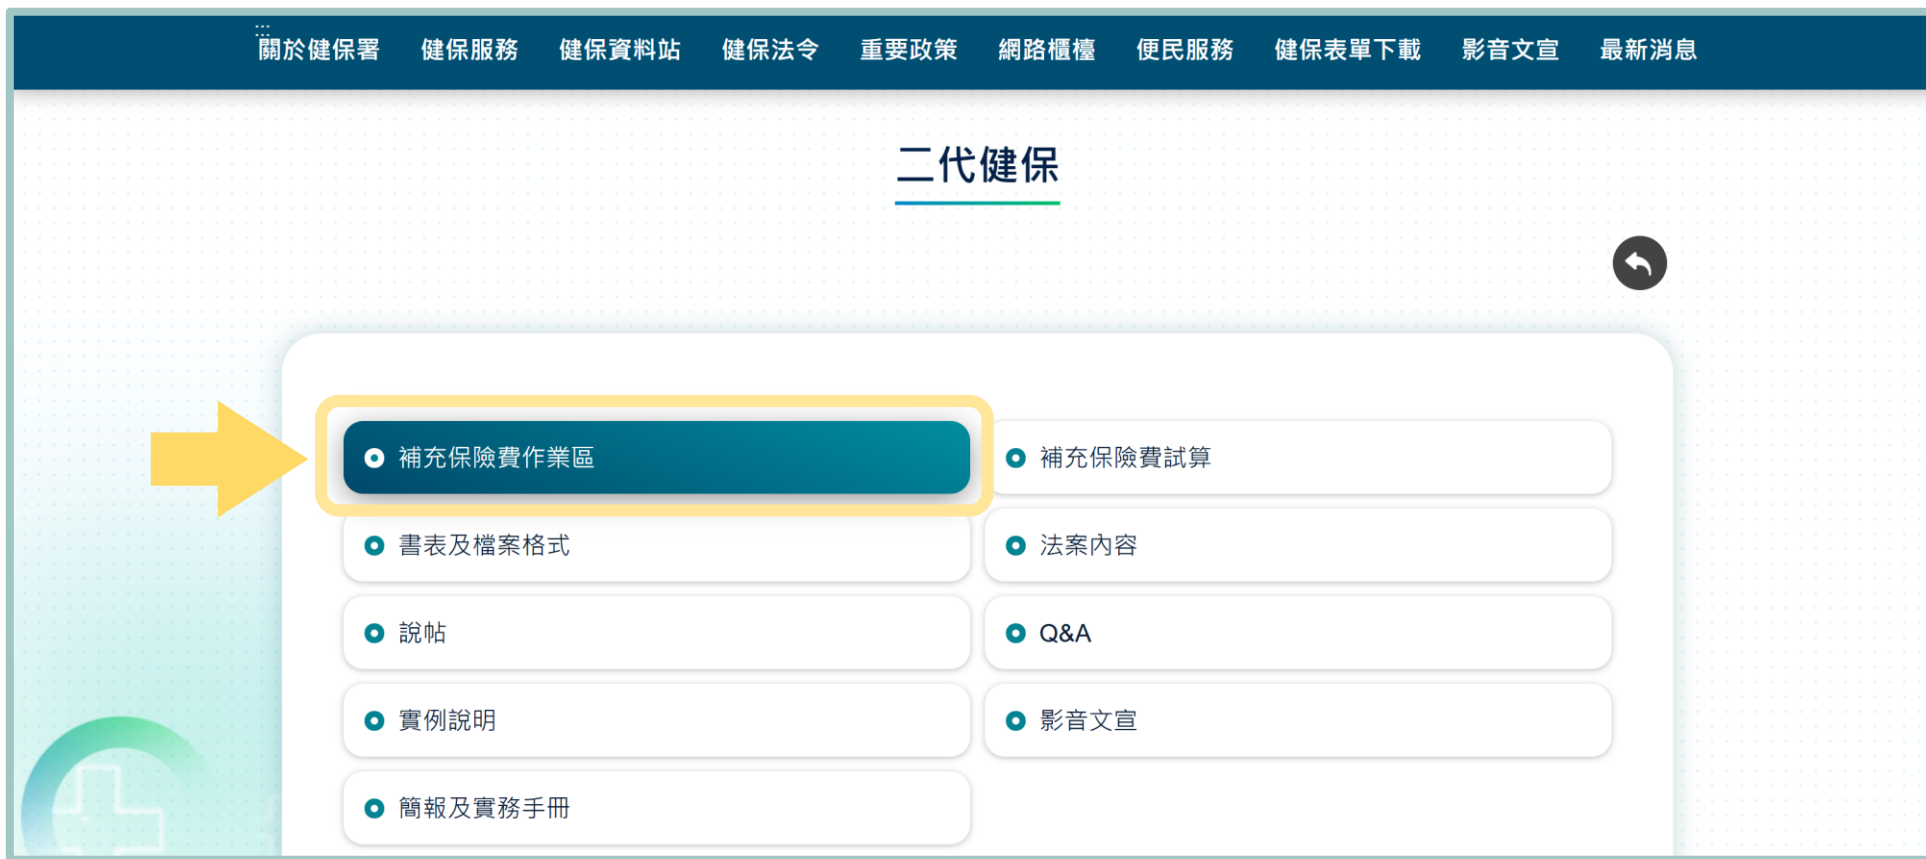 :::
關於健保署 健保服務 健保資料站 健保法令 重要政策 網路櫃檯 便民服務 健保表單下載 影音文宣 最新消息
二代健保
補充保險費作業區 補充保險費試算
書表及檔案格式 法案內容
說帖 Q&A
實例說明 影音文宣
簡報及實務手冊